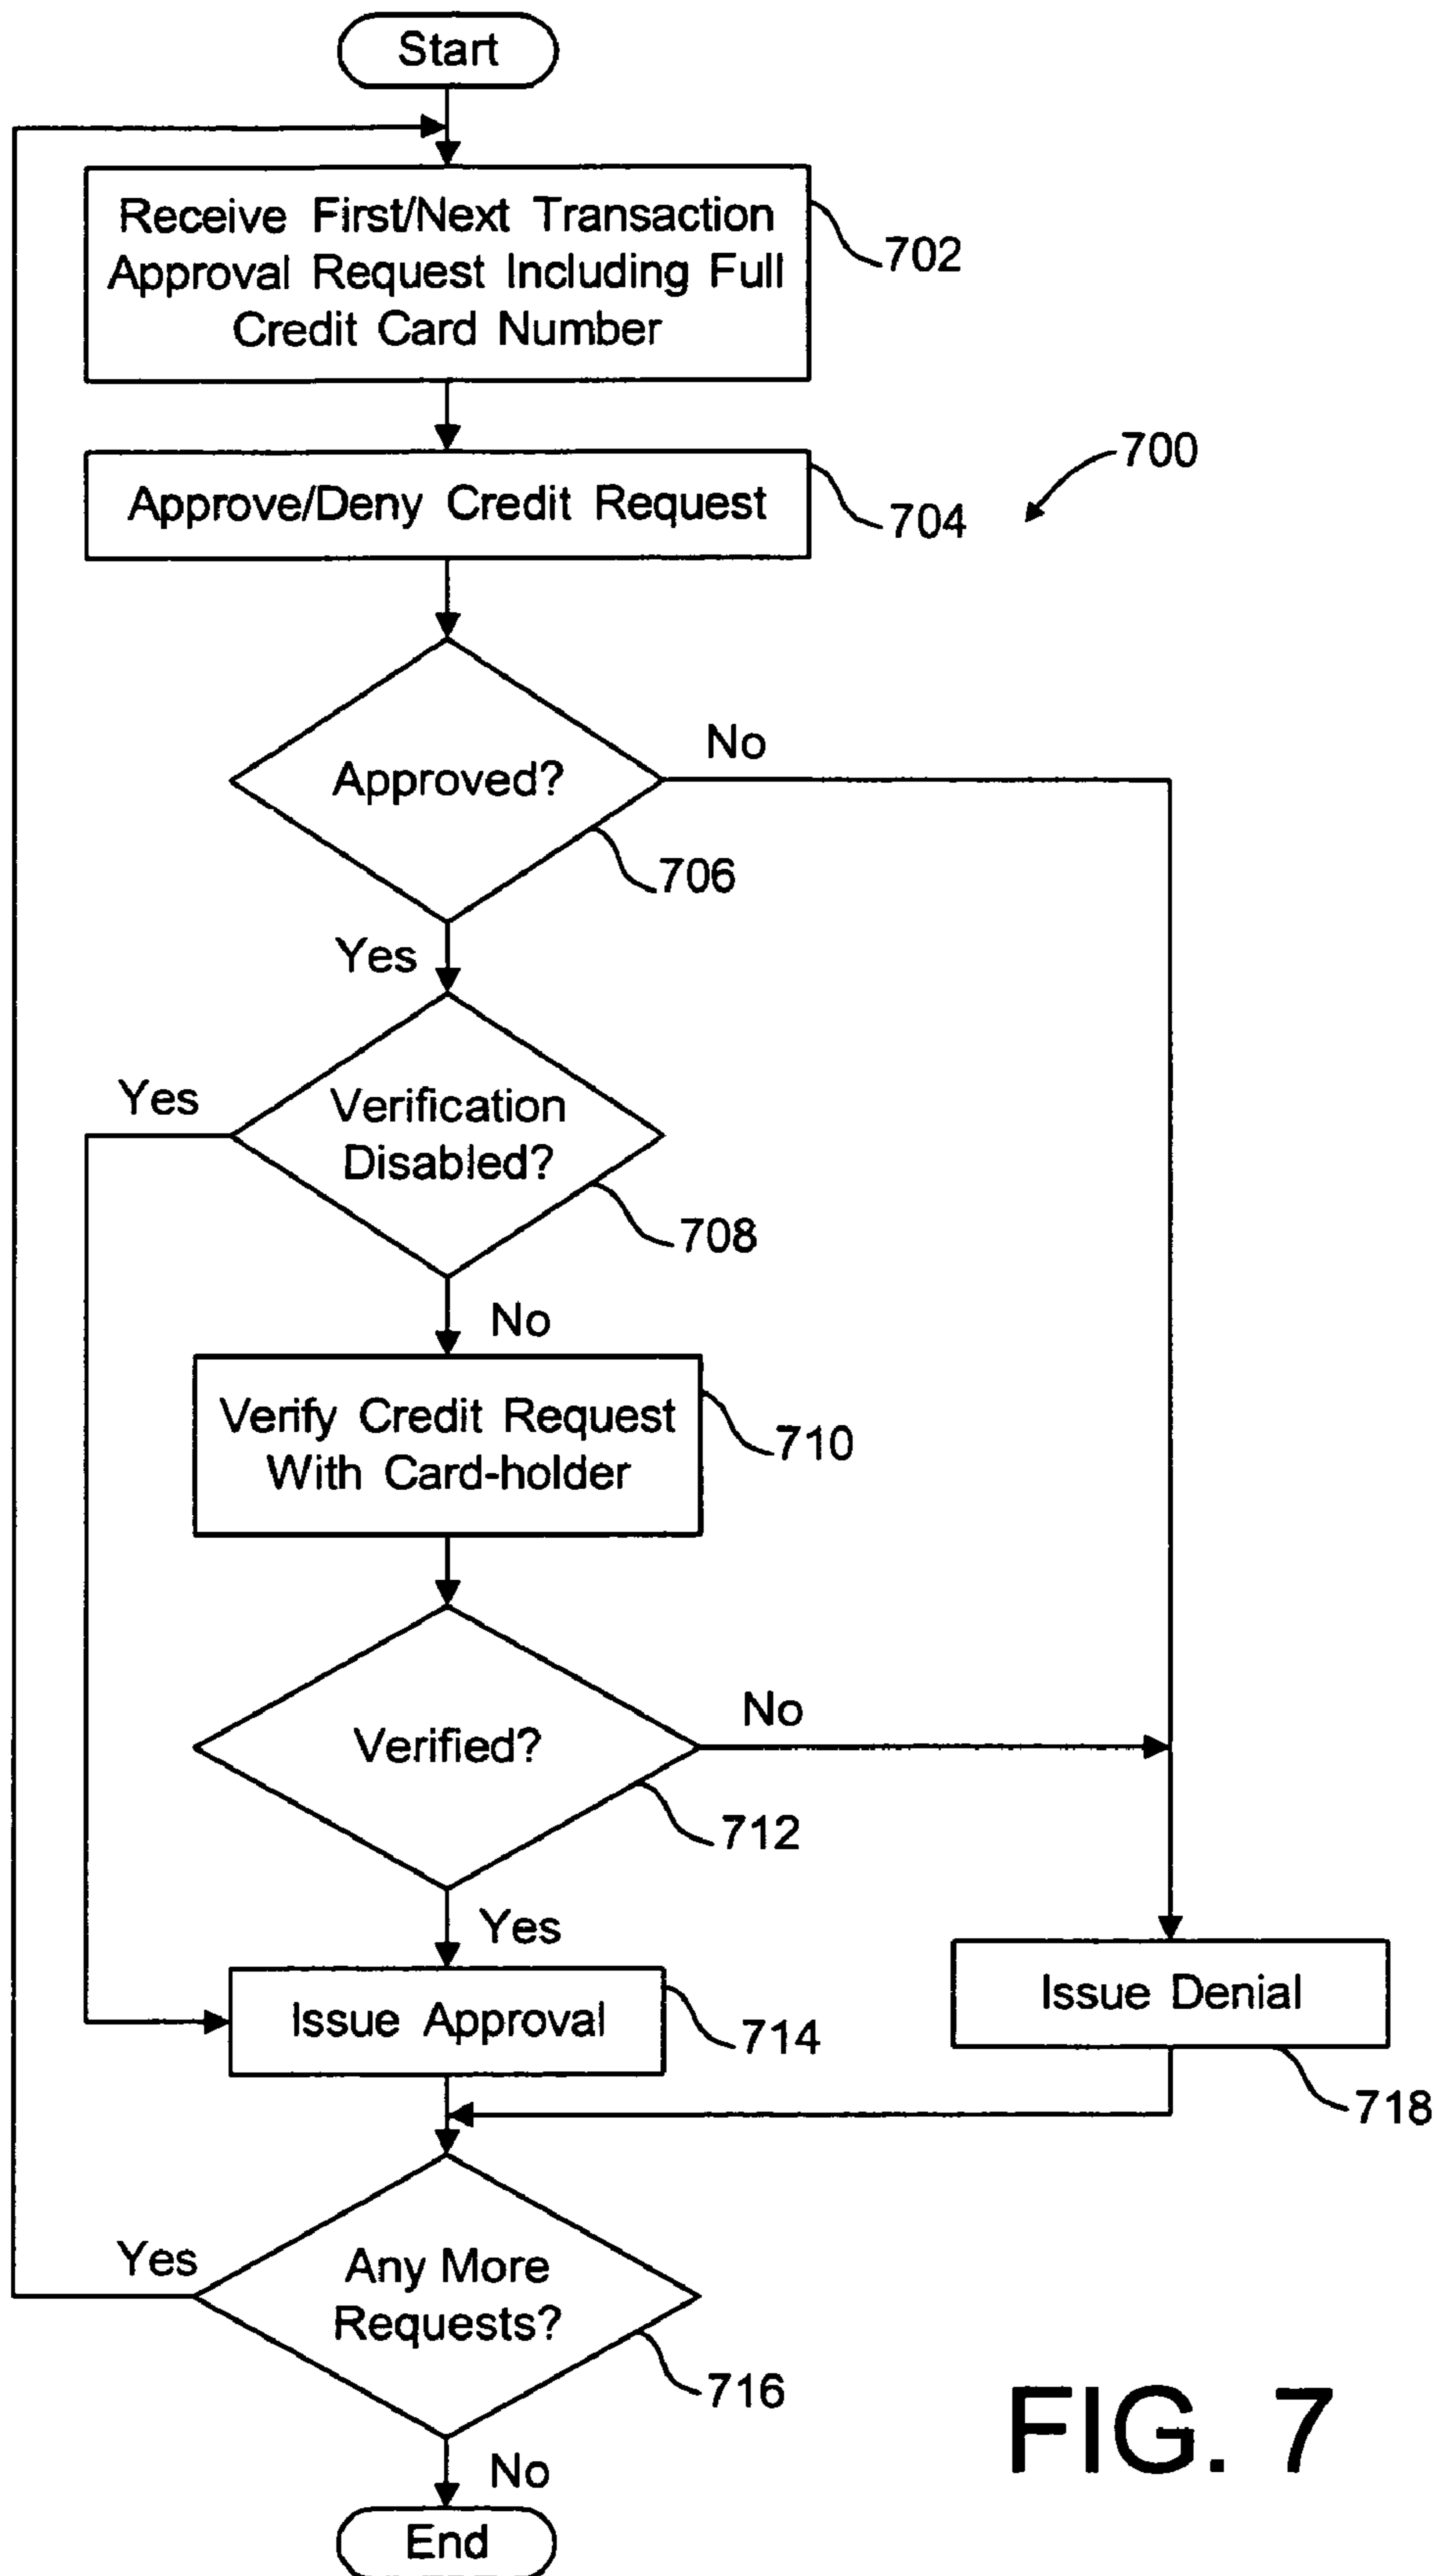 Start
Receive First/Next Transaction
Approval Request Including Full
Credit Card Number
702
Approve/Deny Credit Request
704
700
Approved?
No
706
Yes
Verification
Disabled?
Yes
708
No
Verify Credit Request
With Card-holder
710
Verified?
No
712
Yes
Issue Approval
714
Issue Denial
718
Any More
Requests?
Yes
716
No
End
FIG. 7